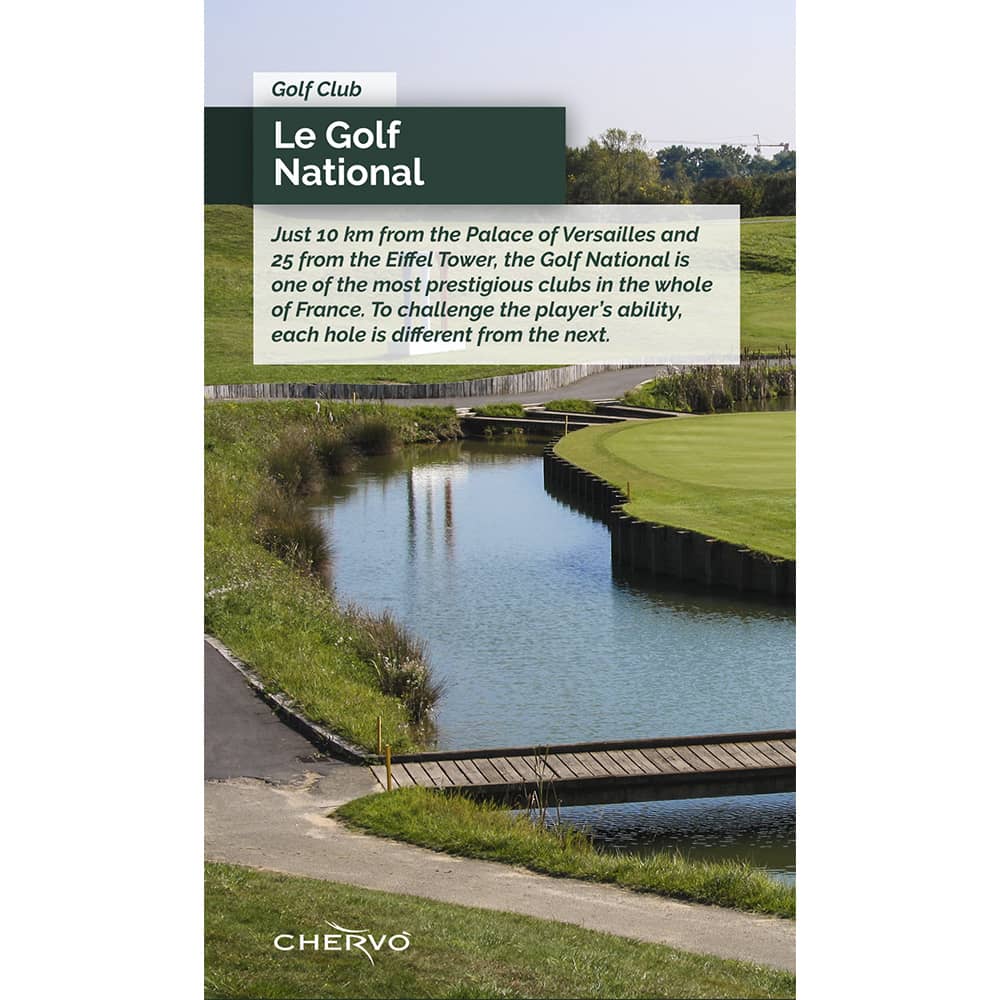 Golf Club
Le Golf
National
Just 10 km from the Palace of Versailles and
25 from the Eiffel Tower, the Golf National is
one of the most prestigious clubs in the whole
of France. To challenge the player's ability,
each hole is different from the next.
CHERVÒ